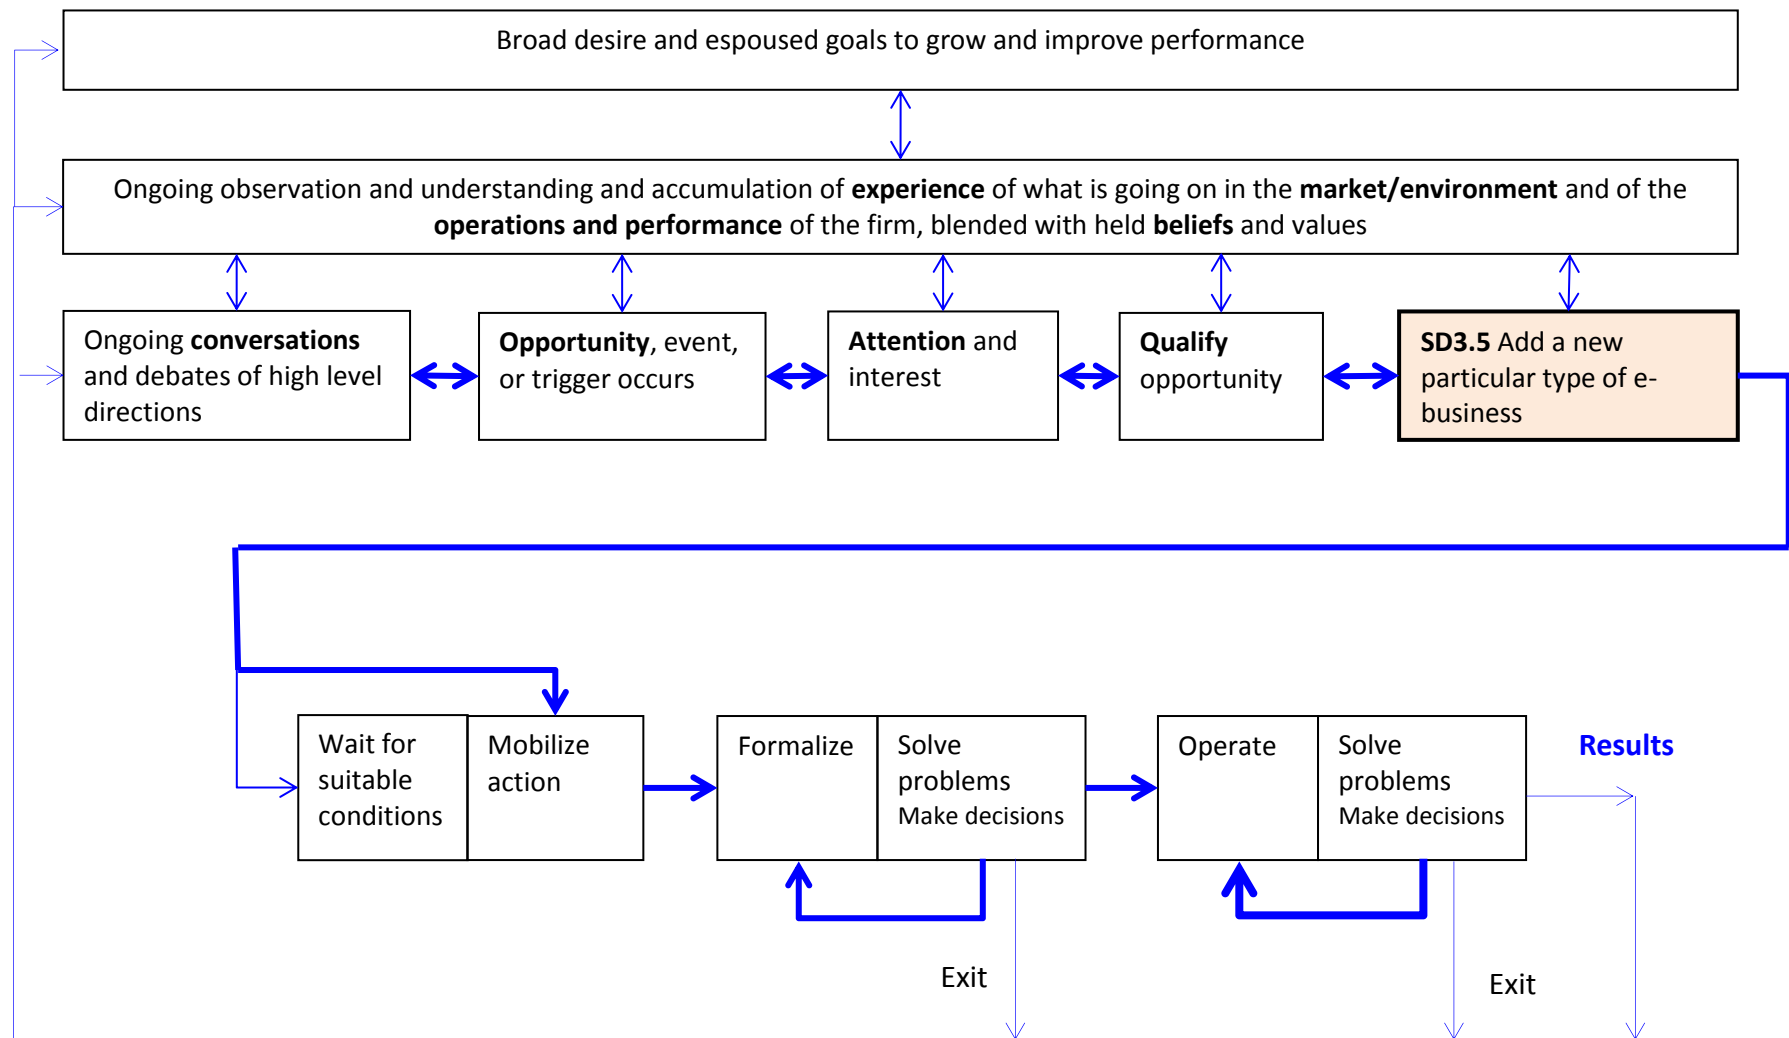 Broad desire and espoused goals to grow and improve performance
Ongoing observation and understanding and accumulation of experience of what is going on in the market/environment and of the
operations and performance of the firm, blended with held beliefs and values
Ongoing conversations
and debates of high level
directions
Opportunity, event,
or trigger occurs
Attention and
interest
Qualify
opportunity
SD3.5 Add a new
particular type of e-
business
Wait for
suitable
conditions
Mobilize
action
Formalize
Solve
problems
Make decisions
Operate
Solve
problems
Make decisions
Results
Exit
Exit